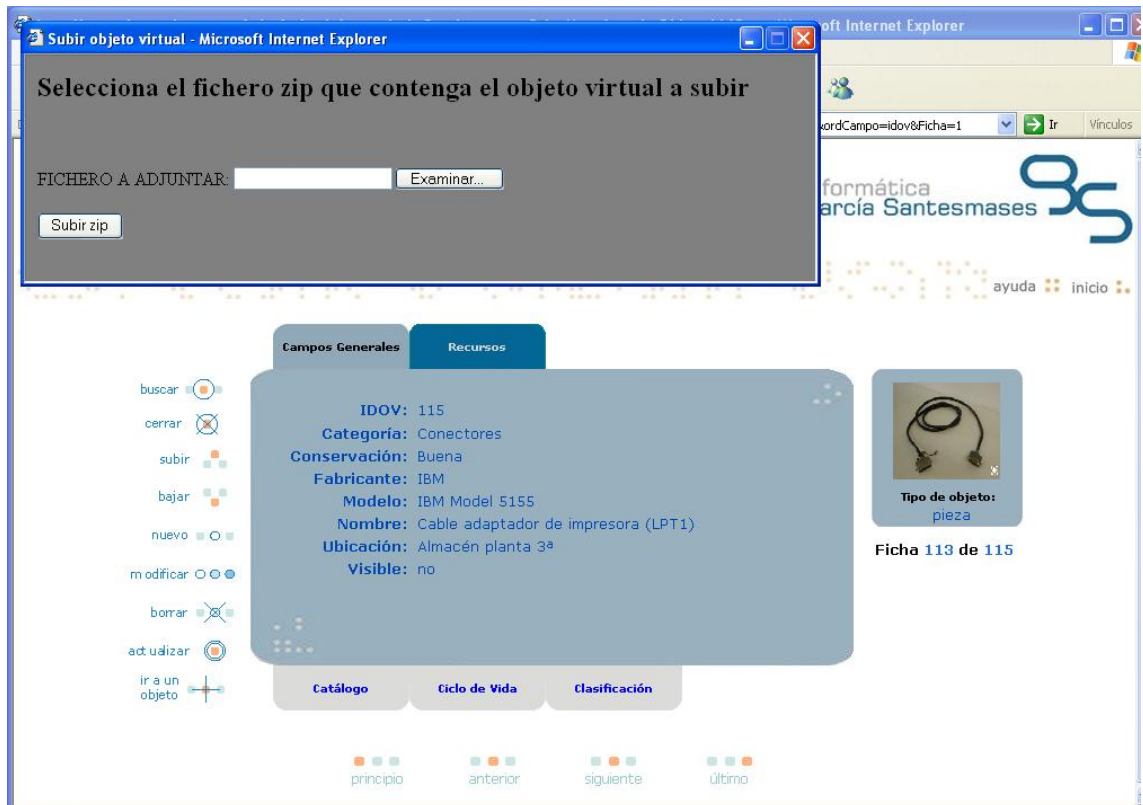 Subir objeto virtual - Microsoft Internet Explorer
oft Internet Explorer
Selecciona el fichero zip que contenga el objeto virtual a subir
ordCampo=idov&Ficha=1
Ir
Vínculos
FICHERO A ADJUNTAR:
Examinar...
Subir zip
formática
arcía Santesmases
ayuda
inicio
Campos Generales
Recursos
buscar
cerrar
subir
bajar
nuevo
modificar
borrar
actualizar
ir a un
objeto
IDOV: 115
Categoría: Conectores
Conservación: Buena
Fabricante: IBM
Modelo: IBM Model 5155
Nombre: Cable adaptador de impresora (LPT1)
Ubicación: Almacén planta 3ª
Visible: no
Tipo de objeto:
pieza
Ficha 113 de 115
Catálogo
Ciclo de Vida
Clasificación
principio
anterior
siguiente
último